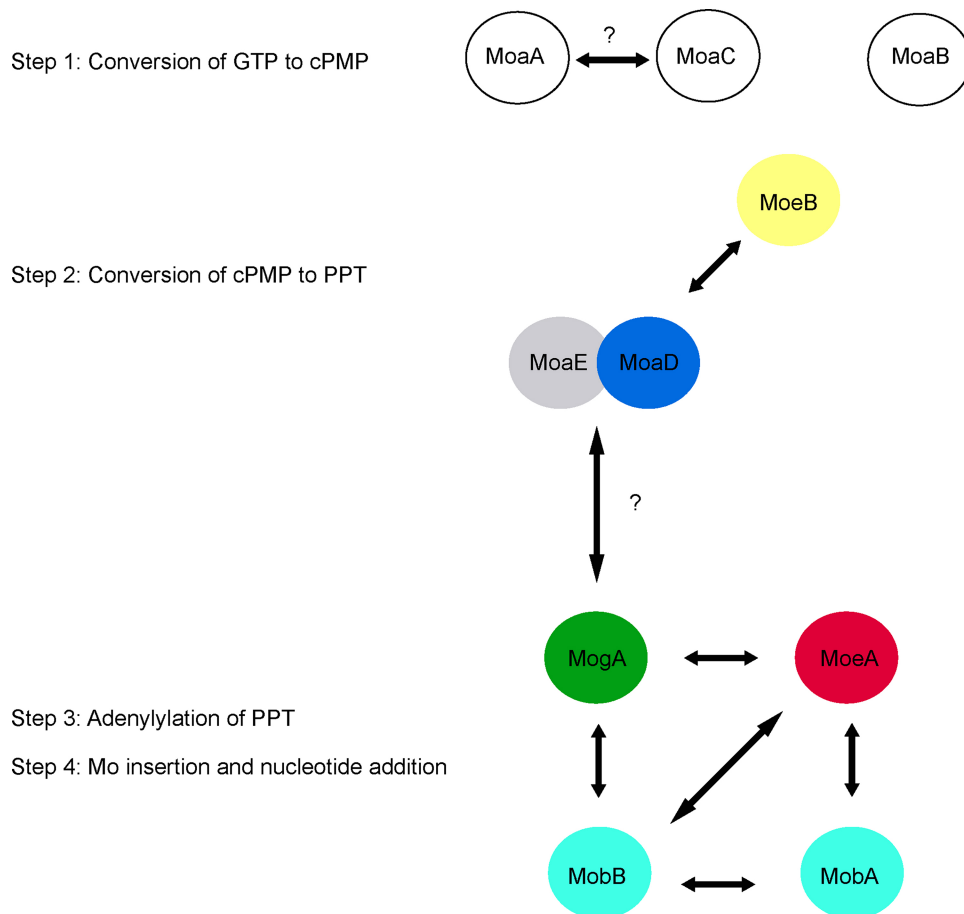 ?
Step 1: Conversion of GTP to cPMP
MoaA
MoaC
MoaB
MoeB
Step 2: Conversion of cPMP to PPT
MoaE
MoaD
?
MogA
MoeA
Step 3: Adenylylation of PPT
Step 4: Mo insertion and nucleotide addition
MobB
MobA